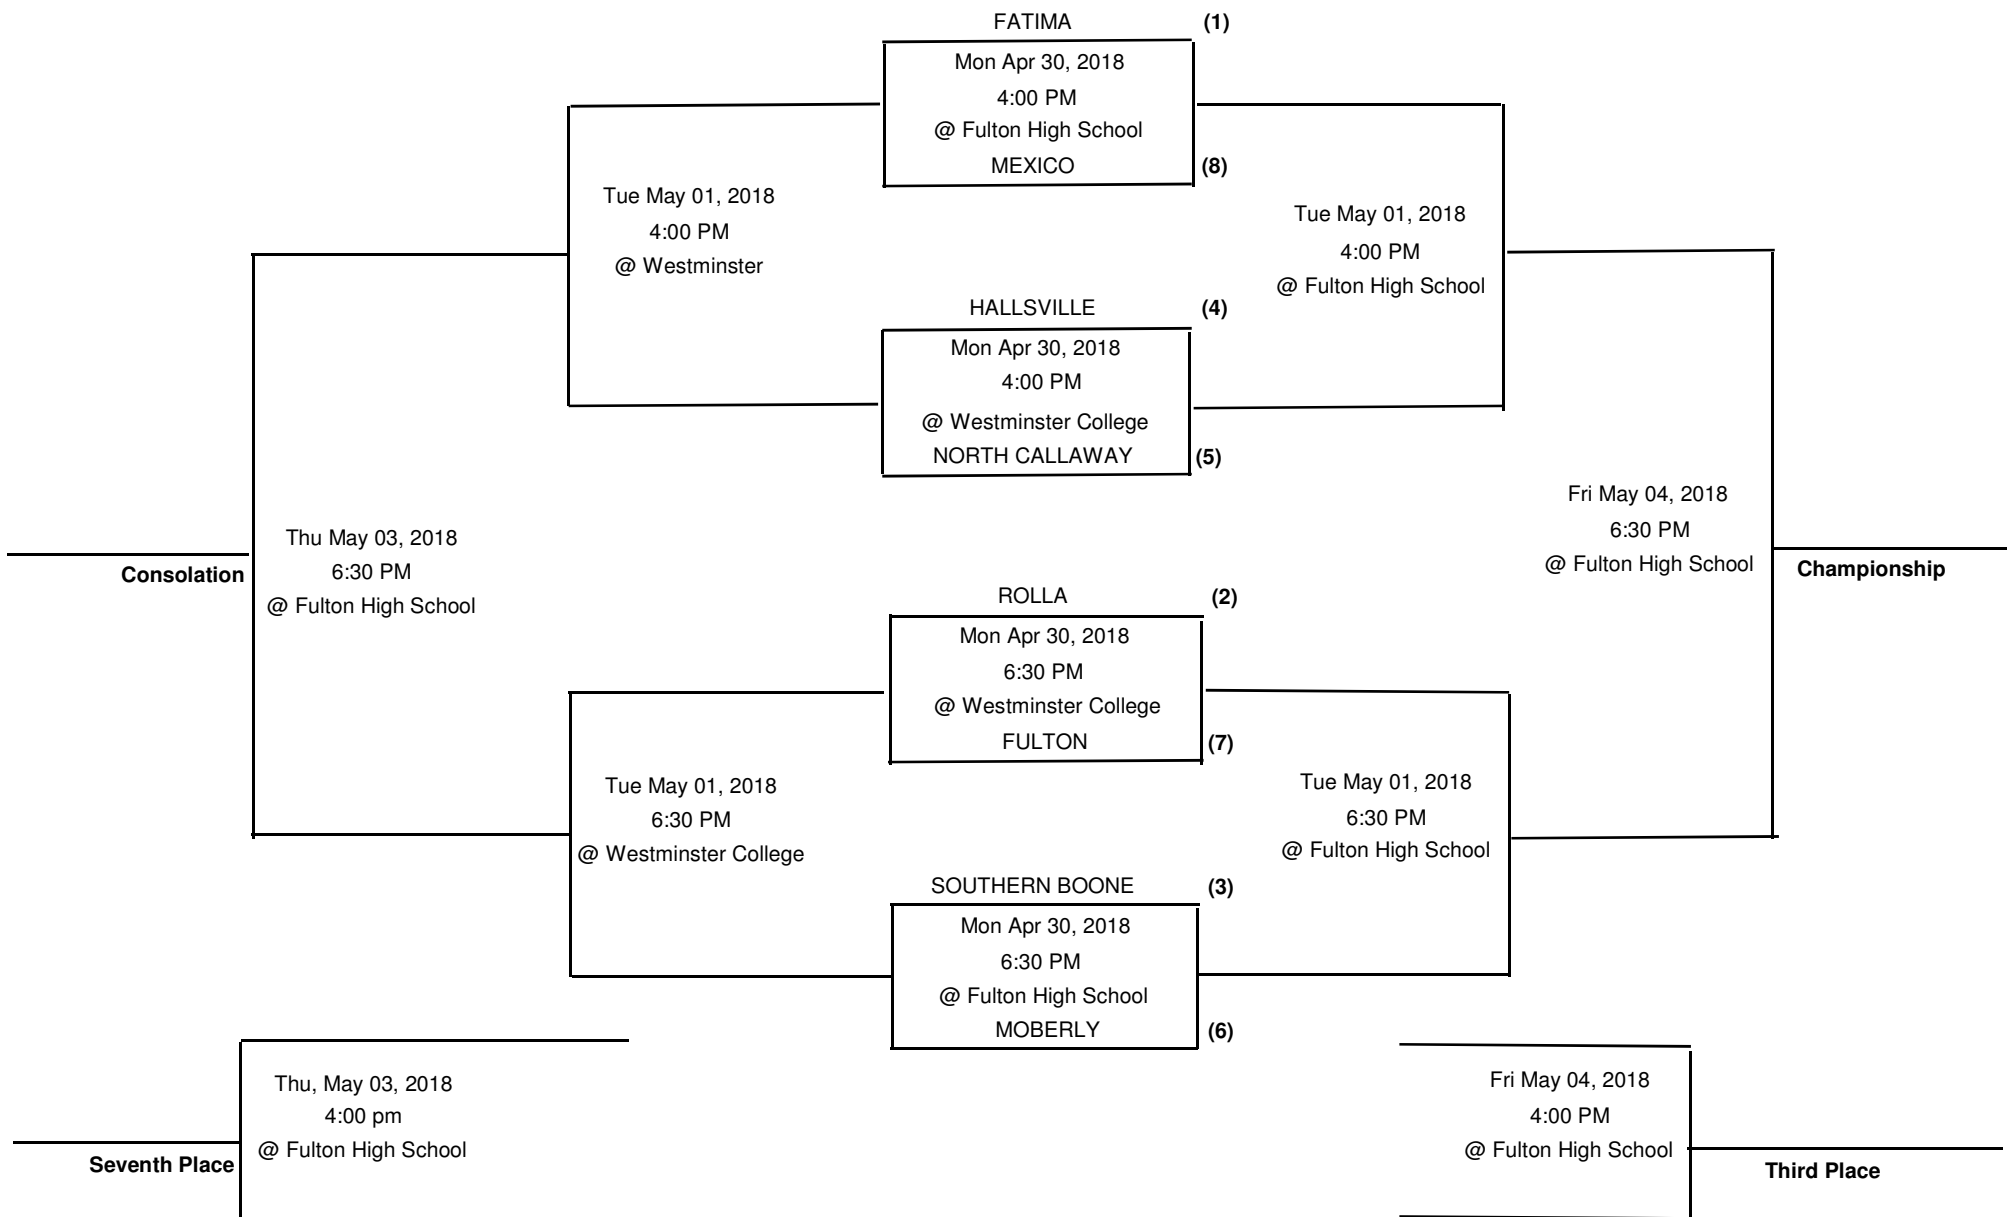 FATIMA (1)
Mon Apr 30, 2018
4:00 PM
@ Fulton High School
MEXICO (8)
Tue May 01, 2018
4:00 PM
@ Westminster
Tue May 01, 2018
4:00 PM
@ Fulton High School
HALLSVILLE (4)
Mon Apr 30, 2018
4:00 PM
@ Westminster College
NORTH CALLAWAY (5)
Thu May 03, 2018
6:30 PM
@ Fulton High School
Consolation
Fri May 04, 2018
6:30 PM
@ Fulton High School
Championship
ROLLA (2)
Mon Apr 30, 2018
6:30 PM
@ Westminster College
FULTON (7)
Tue May 01, 2018
6:30 PM
@ Westminster College
Tue May 01, 2018
6:30 PM
@ Fulton High School
SOUTHERN BOONE (3)
Mon Apr 30, 2018
6:30 PM
@ Fulton High School
MOBERLY (6)
Thu, May 03, 2018
4:00 pm
@ Fulton High School
Seventh Place
Fri May 04, 2018
4:00 PM
@ Fulton High School
Third Place